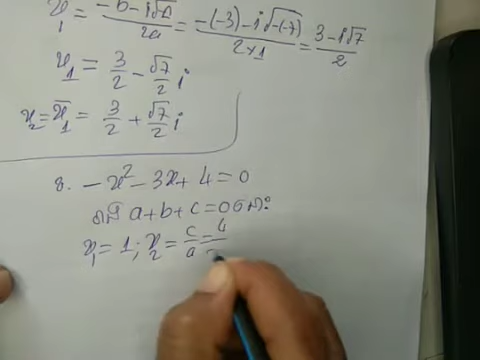 x₁ = (-b - i√Δ)/2a = (-(-3) - i√-(-7))/(2×1) = (3 - i√7)/2
x₁ = 3/2 - √7/2 i
x₂ = x̄₁ = 3/2 + √7/2 i
8. -x² - 3x + 4 = 0
a + b + c = 0
x₁ = 1; x₂ = c/a = 4